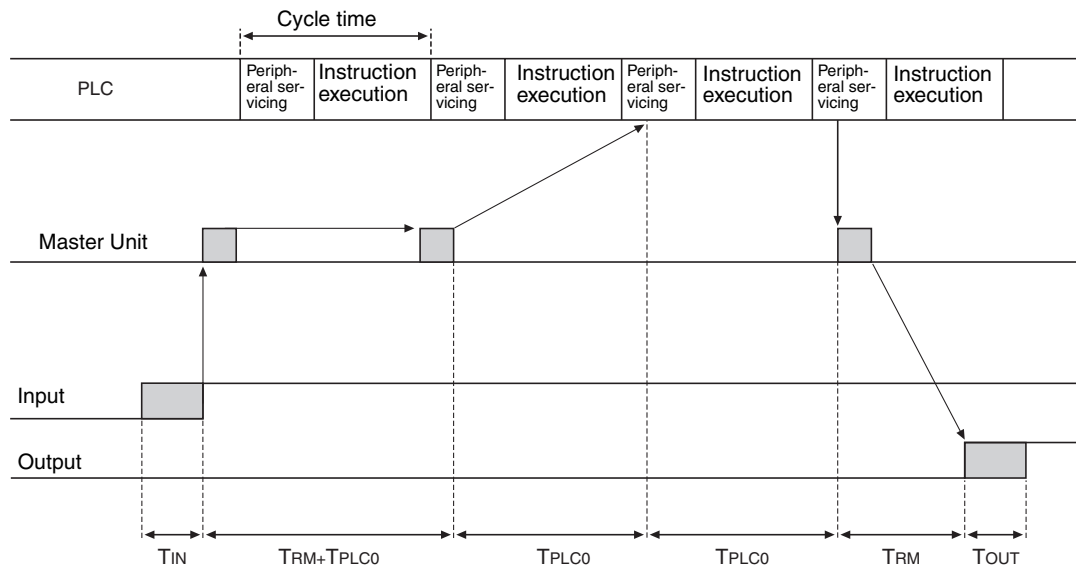 Cycle time
PLC
Periph-
eral ser-
vicing
Instruction
execution
Periph-
eral ser-
vicing
Instruction
execution
Periph-
eral ser-
vicing
Instruction
execution
Periph-
eral ser-
vicing
Instruction
execution
Master Unit
Input
Output
TIN
TRM+TPLC0
TPLC0
TPLC0
TRM
TOUT